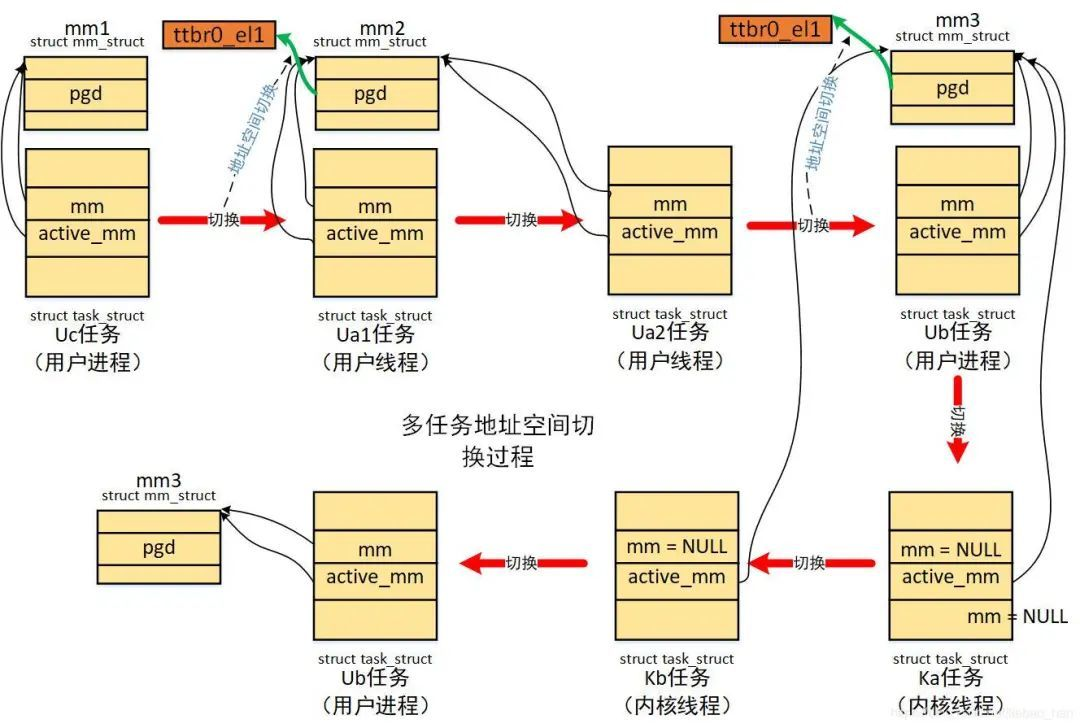 mm1
struct mm_struct
pgd
mm
active_mm
struct task_struct
Uc任务
（用户进程）
地址空间切换
切换
ttbr0_el1
mm2
struct mm_struct
pgd
mm
active_mm
struct task_struct
Ua1任务
（用户线程）
切换
mm
active_mm
struct task_struct
Ua2任务
（用户线程）
地址空间切换
切换
ttbr0_el1
mm3
struct mm_struct
pgd
mm
active_mm
struct task_struct
Ub任务
（用户进程）
切换
多任务地址空间切
换过程
mm = NULL
active_mm
mm = NULL
struct task_struct
Ka任务
（内核线程）
切换
mm = NULL
active_mm
struct task_struct
Kb任务
（内核线程）
切换
mm
active_mm
struct task_struct
Ub任务
（用户进程）
mm3
struct mm_struct
pgd